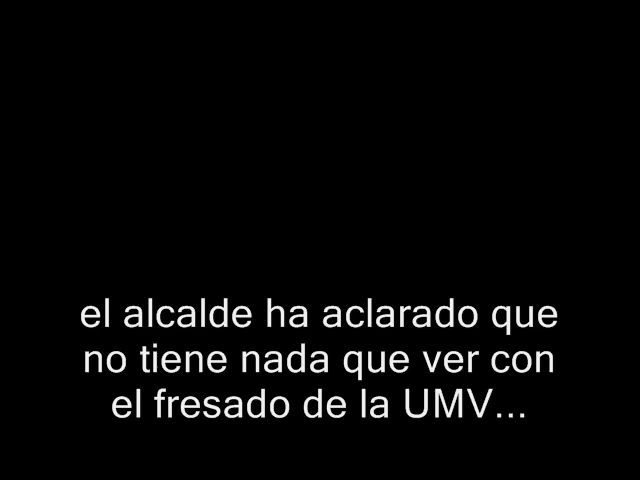 el alcalde ha aclarado que
no tiene nada que ver con
el fresado de la UMV...